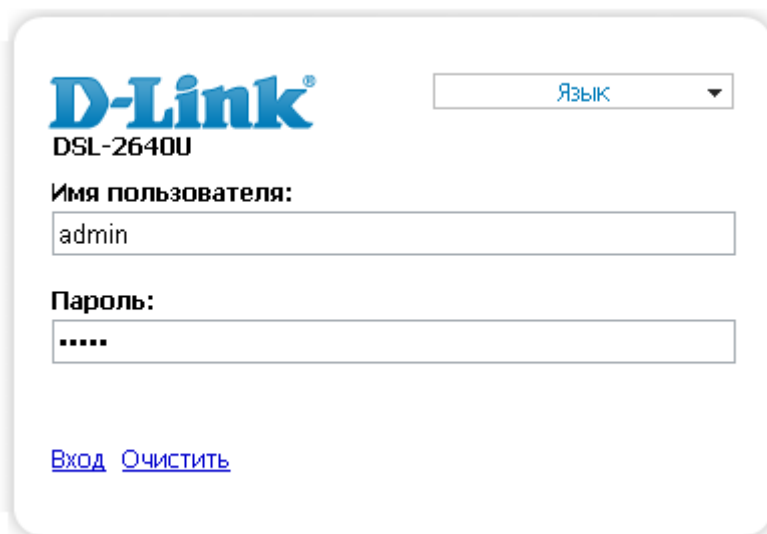 D-Link®
Язык
DSL-2640U
Имя пользователя:
admin
Пароль:
•••••
Вход Очистить